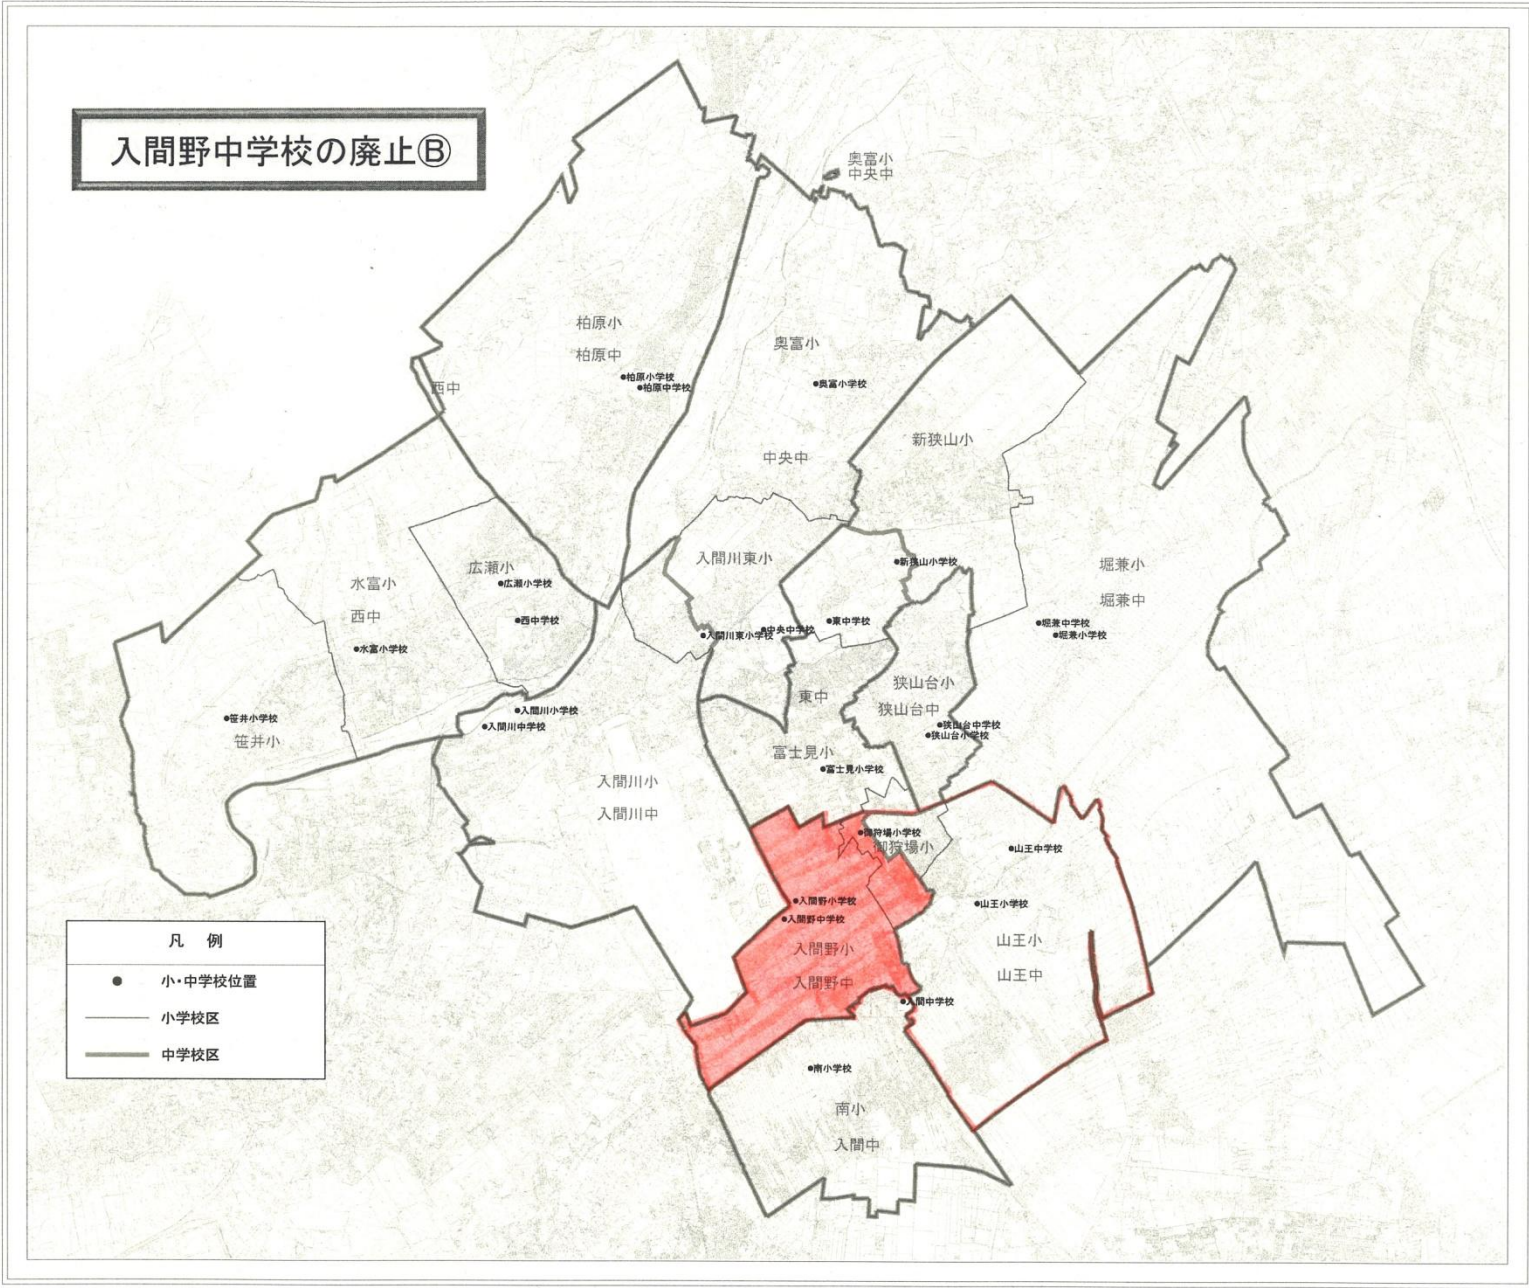 入間野中学校の廃止Ⓑ
奥富小
中央中
柏原小
柏原中
●柏原小学校
●柏原中学校
西中
奥富小
●奥富小学校
中央中
新狭山小
入間川東小
●新狭山小学校
堀兼小
堀兼中
●堀兼中学校
●堀兼小学校
広瀬小
●広瀬小学校
●西中学校
水富小
西中
●水富小学校
●入間川東小学校
●中央中学校
●東中学校
東中
狭山台小
狭山台中
●狭山台中学校
●狭山台小学校
●笹井小学校
笹井小
●入間川小学校
●入間川中学校
富士見小
●富士見小学校
入間川小
入間川中
●御狩場小学校
御狩場小
●山王中学校
●山王小学校
山王小
山王中
●入間野小学校
●入間野中学校
入間野小
入間野中
●入間中学校
●南小学校
南小
入間中
凡 例
● 小・中学校位置
小学校区
中学校区